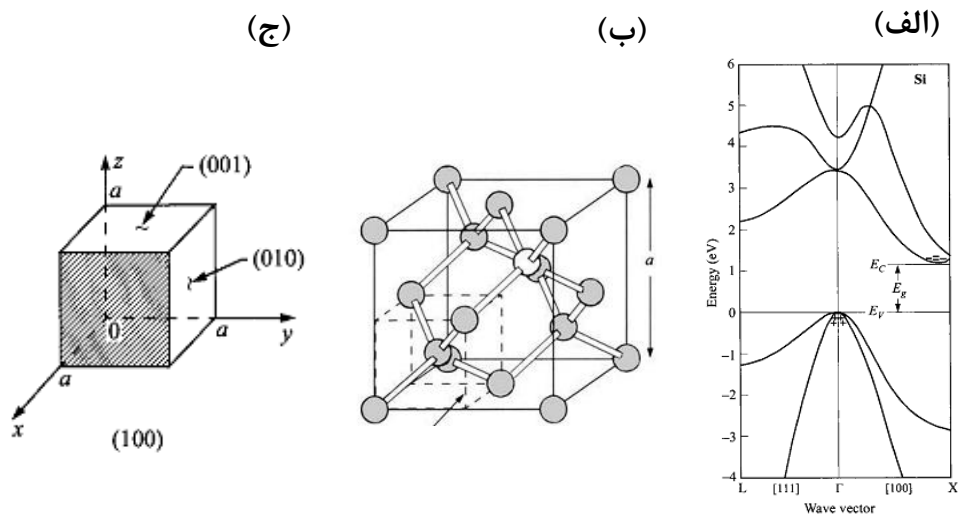 (الف)
(ب)
(ج)
Si
6
5
4
3
2
1
0
−1
−2
−3
−4
Energy (eV)
E_C
E_g
E_V
L [111] Γ [100] X
Wave vector
a
z
a
(001)
(010)
0
a
y
a
x
(100)